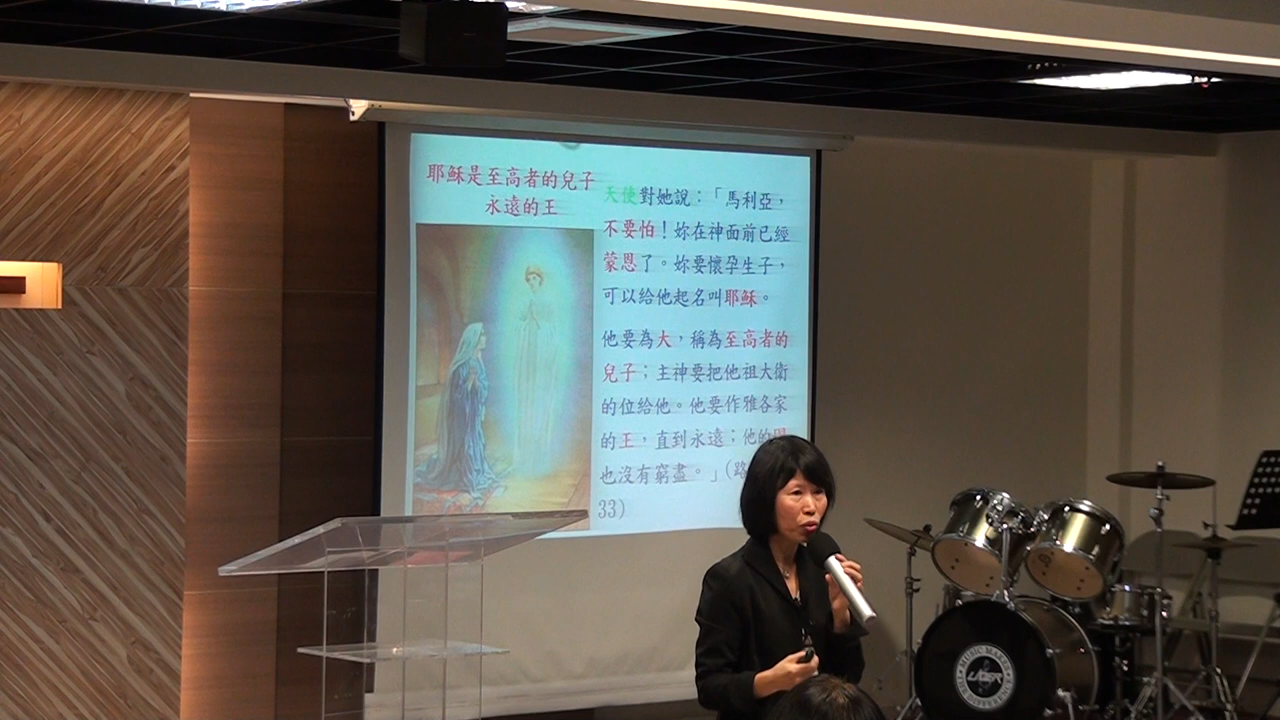 耶穌是至高者的兒子
永遠的王
天使對她說：「馬利亞，
不要怕！妳在神面前已經
蒙恩了。妳要懷孕生子，
可以給他起名叫耶穌。
他要為大，稱為至高者的
兒子；主神要把他祖大衛
的位給他。他要作雅各家
的王，直到永遠；他的國
也沒有窮盡。」(路
33)
MUSIC MAKER
LAZER